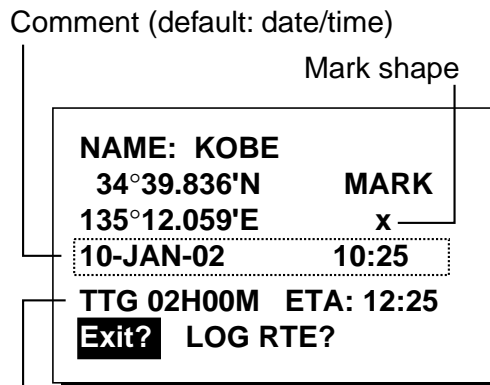 Comment (default: date/time)
Mark shape
NAME: KOBE
34°39.836'N MARK
135°12.059'E x
10-JAN-02 10:25
TTG 02H00M ETA: 12:25
Exit? LOG RTE?